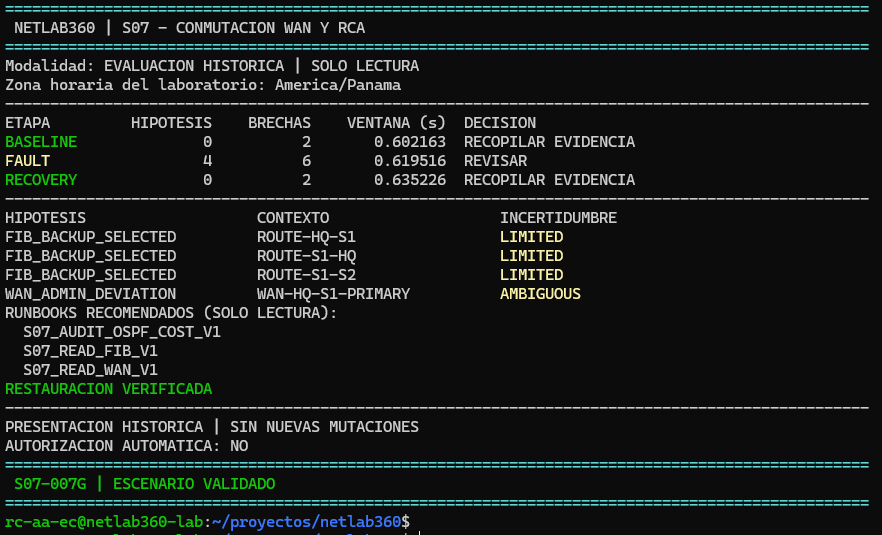 ================================================================================================
NETLAB360 | S07 - CONMUTACION WAN Y RCA
================================================================================================
Modalidad: EVALUACION HISTORICA | SOLO LECTURA
Zona horaria del laboratorio: America/Panama
------------------------------------------------------------------------------------------------
ETAPA HIPOTESIS BRECHAS VENTANA (s) DECISION
BASELINE 0 2 0.602163 RECOPILAR EVIDENCIA
FAULT 4 6 0.619516 REVISAR
RECOVERY 0 2 0.635226 RECOPILAR EVIDENCIA
------------------------------------------------------------------------------------------------
HIPOTESIS CONTEXTO INCERTIDUMBRE
FIB_BACKUP_SELECTED ROUTE-HQ-S1 LIMITED
FIB_BACKUP_SELECTED ROUTE-S1-HQ LIMITED
FIB_BACKUP_SELECTED ROUTE-S1-S2 LIMITED
WAN_ADMIN_DEVIATION WAN-HQ-S1-PRIMARY AMBIGUOUS
RUNBOOKS RECOMENDADOS (SOLO LECTURA):
S07_AUDIT_OSPF_COST_V1
S07_READ_FIB_V1
S07_READ_WAN_V1
RESTAURACION VERIFICADA
------------------------------------------------------------------------------------------------
PRESENTACION HISTORICA | SIN NUEVAS MUTACIONES
AUTORIZACION AUTOMATICA: NO
================================================================================================
S07-007G | ESCENARIO VALIDADO
================================================================================================
rc-aa-ec@netlab360-lab:~/proyectos/netlab360$